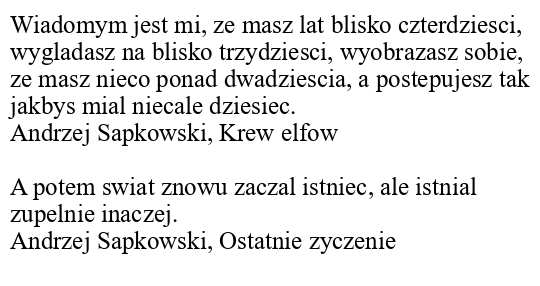 Wiadomym jest mi, ze masz lat blisko czterdziesci,
wygladasz na blisko trzydziesci, wyobrazasz sobie,
ze masz nieco ponad dwadziescia, a postepujesz tak
jakbys mial niecale dziesiec.
Andrzej Sapkowski, Krew elfow

A potem swiat znowu zaczal istniec, ale istnial
zupelnie inaczej.
Andrzej Sapkowski, Ostatnie zyczenie